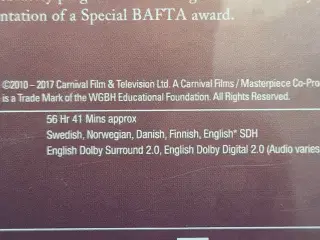 ntation of a Special BAFTA award.
©2010 – 2017 Carnival Film & Television Ltd. A Carnival Films / Masterpiece Co-Pro
is a Trade Mark of the WGBH Educational Foundation. All Rights Reserved.
56 Hr 41 Mins approx
Swedish, Norwegian, Danish, Finnish, English* SDH
English Dolby Surround 2.0, English Dolby Digital 2.0 (Audio varies